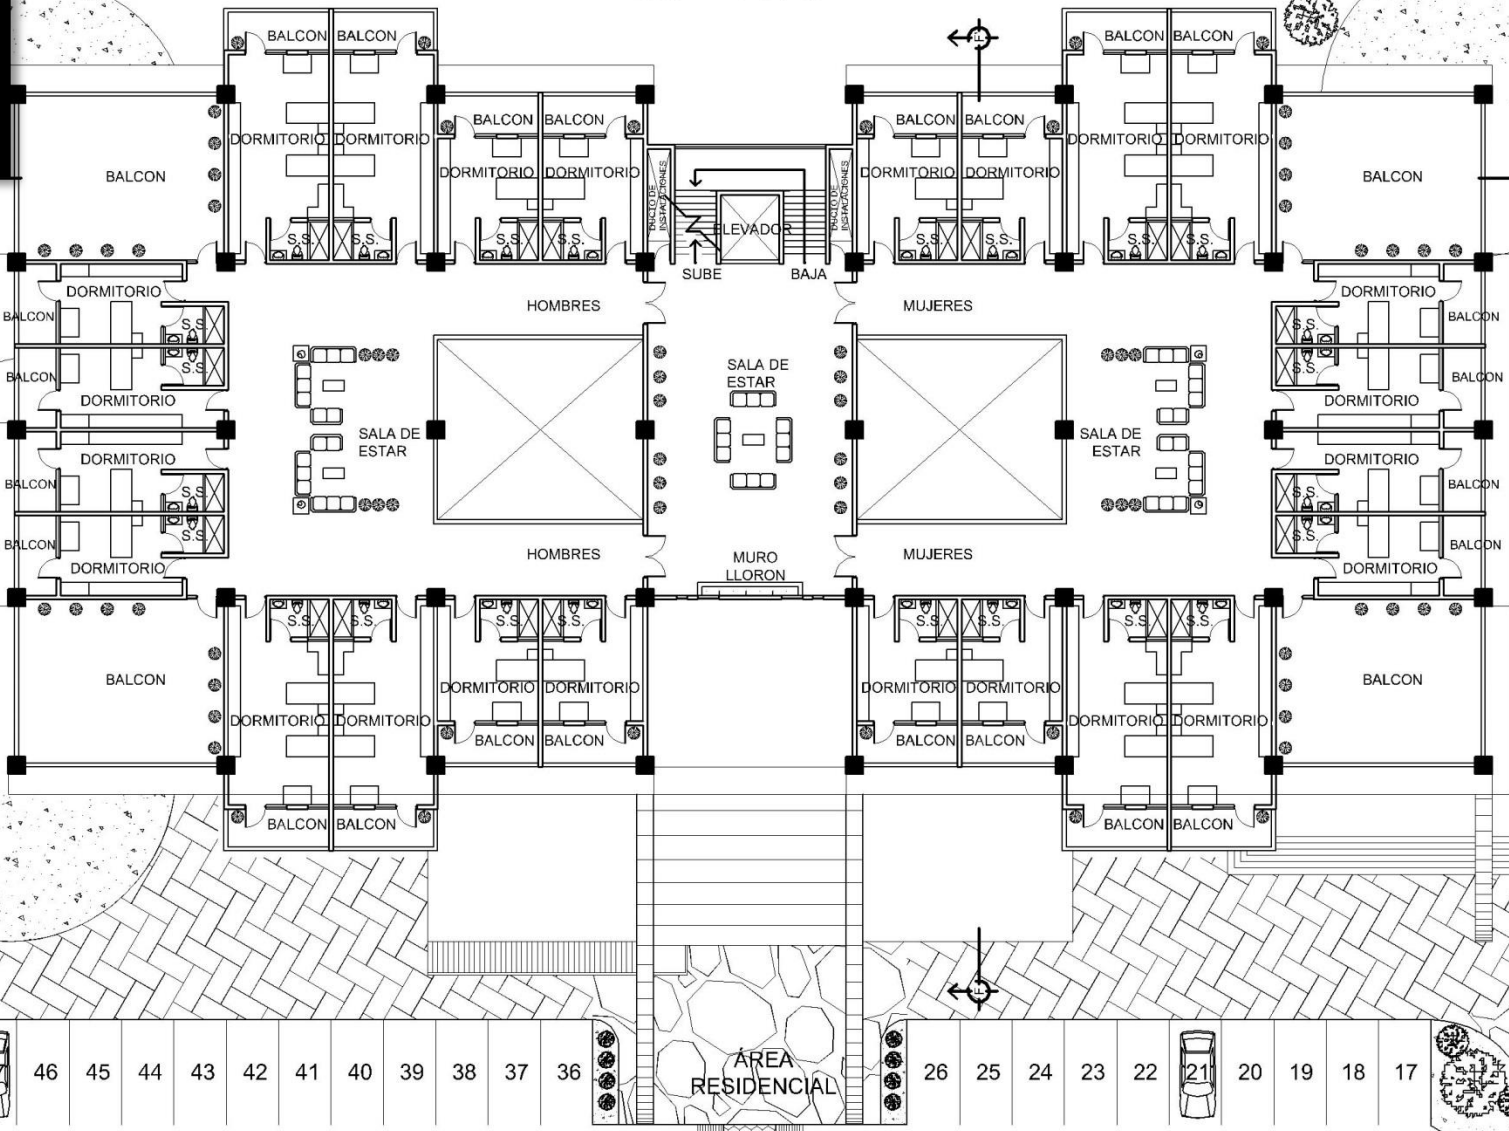 BALCON BALCON
BALCON BALCON
BALCON BALCON
BALCON BALCON
DORMITORIO DORMITORIO
DORMITORIO DORMITORIO
DORMITORIO DORMITORIO
DORMITORIO DORMITORIO
BALCON
BALCON
DUCTO DE
INSTALACIONES
DUCTO DE
INSTALACIONES
ELEVADOR
S.S. S.S.
S.S. S.S.
S.S. S.S.
S.S. S.S.
SUBE
BAJA
DORMITORIO
DORMITORIO
HOMBRES
MUJERES
BALCON
S.S.
S.S.
BALCON
BALCON
S.S.
S.S.
BALCON
DORMITORIO
DORMITORIO
SALA DE
ESTAR
SALA DE
ESTAR
SALA DE
ESTAR
DORMITORIO
DORMITORIO
BALCON
S.S.
S.S.
BALCON
BALCON
S.S.
S.S.
BALCON
DORMITORIO
DORMITORIO
HOMBRES
MURO
LLORON
MUJERES
S.S. S.S.
S.S. S.S.
S.S. S.S.
S.S. S.S.
BALCON
BALCON
DORMITORIO DORMITORIO
DORMITORIO DORMITORIO
DORMITORIO DORMITORIO
DORMITORIO DORMITORIO
BALCON BALCON
BALCON BALCON
BALCON BALCON
BALCON BALCON
F
F
46 45 44 43 42 41 40 39 38 37 36
ÁREA
RESIDENCIAL
26 25 24 23 22 21 20 19 18 17